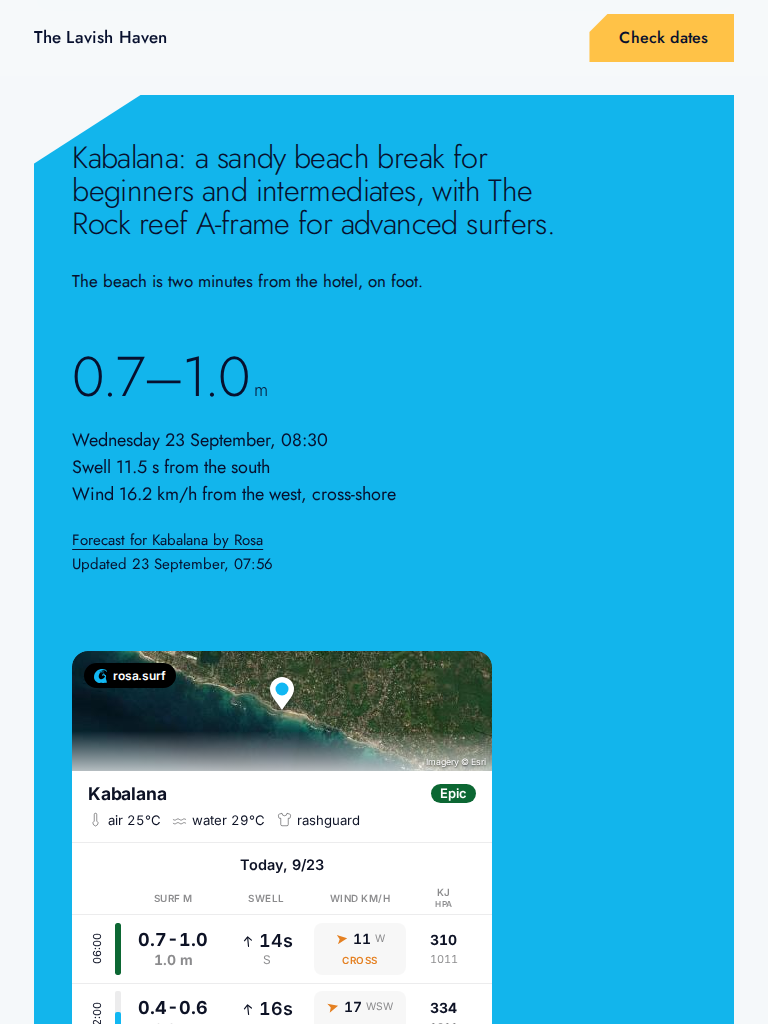 The Lavish Haven
Check dates
Kabalana: a sandy beach break for
beginners and intermediates, with The
Rock reef A-frame for advanced surfers.
The beach is two minutes from the hotel, on foot.
0.7–1.0 m
Wednesday 23 September, 08:30
Swell 11.5 s from the south
Wind 16.2 km/h from the west, cross-shore
Forecast for Kabalana by Rosa
Updated 23 September, 07:56
rosa.surf
Imagery © Esri
Kabalana
Epic
air 25°C water 29°C rashguard
Today, 9/23
SURF M SWELL WIND KM/H KJ
HPA
06:00 0.7-1.0 14s 11 W 310
1.0 m S CROSS 1011
0.4-0.6 16s 17 WSW 334